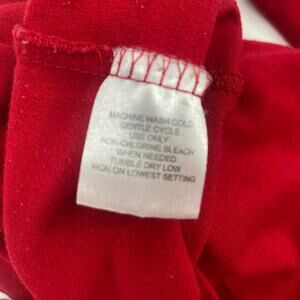 MACHINE WASH COLD
GENTLE CYCLE
USE ONLY
NON-CHLORINE BLEACH
WHEN NEEDED
TUMBLE DRY LOW
IRON ON LOWEST SETTING